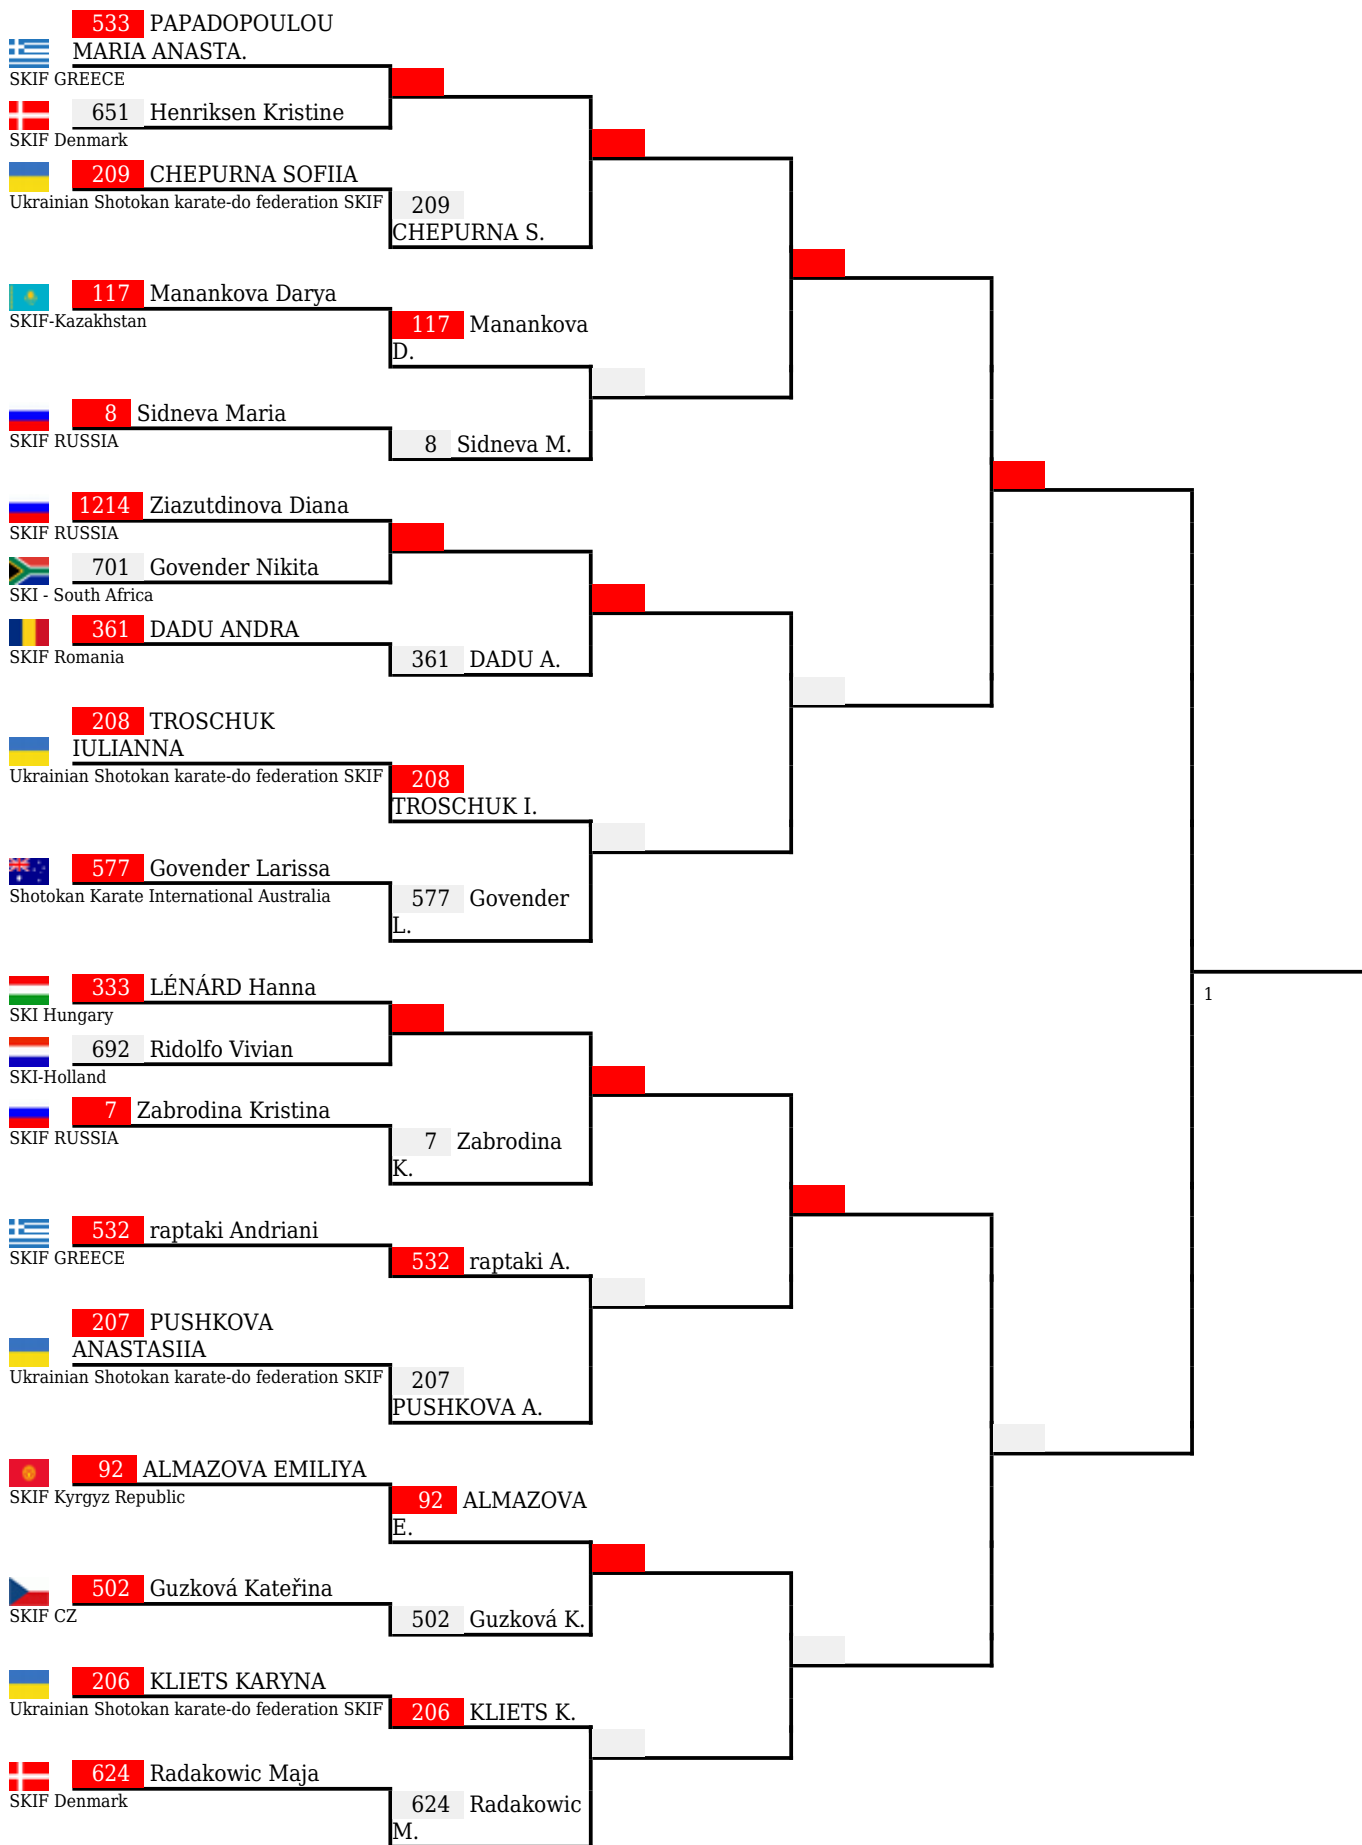 533 PAPADOPOULOU
MARIA ANASTA.
SKIF GREECE
651 Henriksen Kristine
SKIF Denmark
209 CHEPURNA SOFIIA
Ukrainian Shotokan karate-do federation SKIF
209
CHEPURNA S.
117 Manankova Darya
SKIF-Kazakhstan
117 Manankova
D.
8 Sidneva Maria
SKIF RUSSIA
8 Sidneva M.
1214 Ziazutdinova Diana
SKIF RUSSIA
701 Govender Nikita
SKI - South Africa
361 DADU ANDRA
SKIF Romania
361 DADU A.
208 TROSCHUK
IULIANNA
Ukrainian Shotokan karate-do federation SKIF
208
TROSCHUK I.
577 Govender Larissa
Shotokan Karate International Australia
577 Govender
L.
333 LÉNÁRD Hanna
SKI Hungary
1
692 Ridolfo Vivian
SKI-Holland
7 Zabrodina Kristina
SKIF RUSSIA
7 Zabrodina
K.
532 raptaki Andriani
SKIF GREECE
532 raptaki A.
207 PUSHKOVA
ANASTASIIA
Ukrainian Shotokan karate-do federation SKIF
207
PUSHKOVA A.
92 ALMAZOVA EMILIYA
SKIF Kyrgyz Republic
92 ALMAZOVA
E.
502 Guzková Kateřina
SKIF CZ
502 Guzková K.
206 KLIETS KARYNA
Ukrainian Shotokan karate-do federation SKIF
206 KLIETS K.
624 Radakowic Maja
SKIF Denmark
624 Radakowic
M.